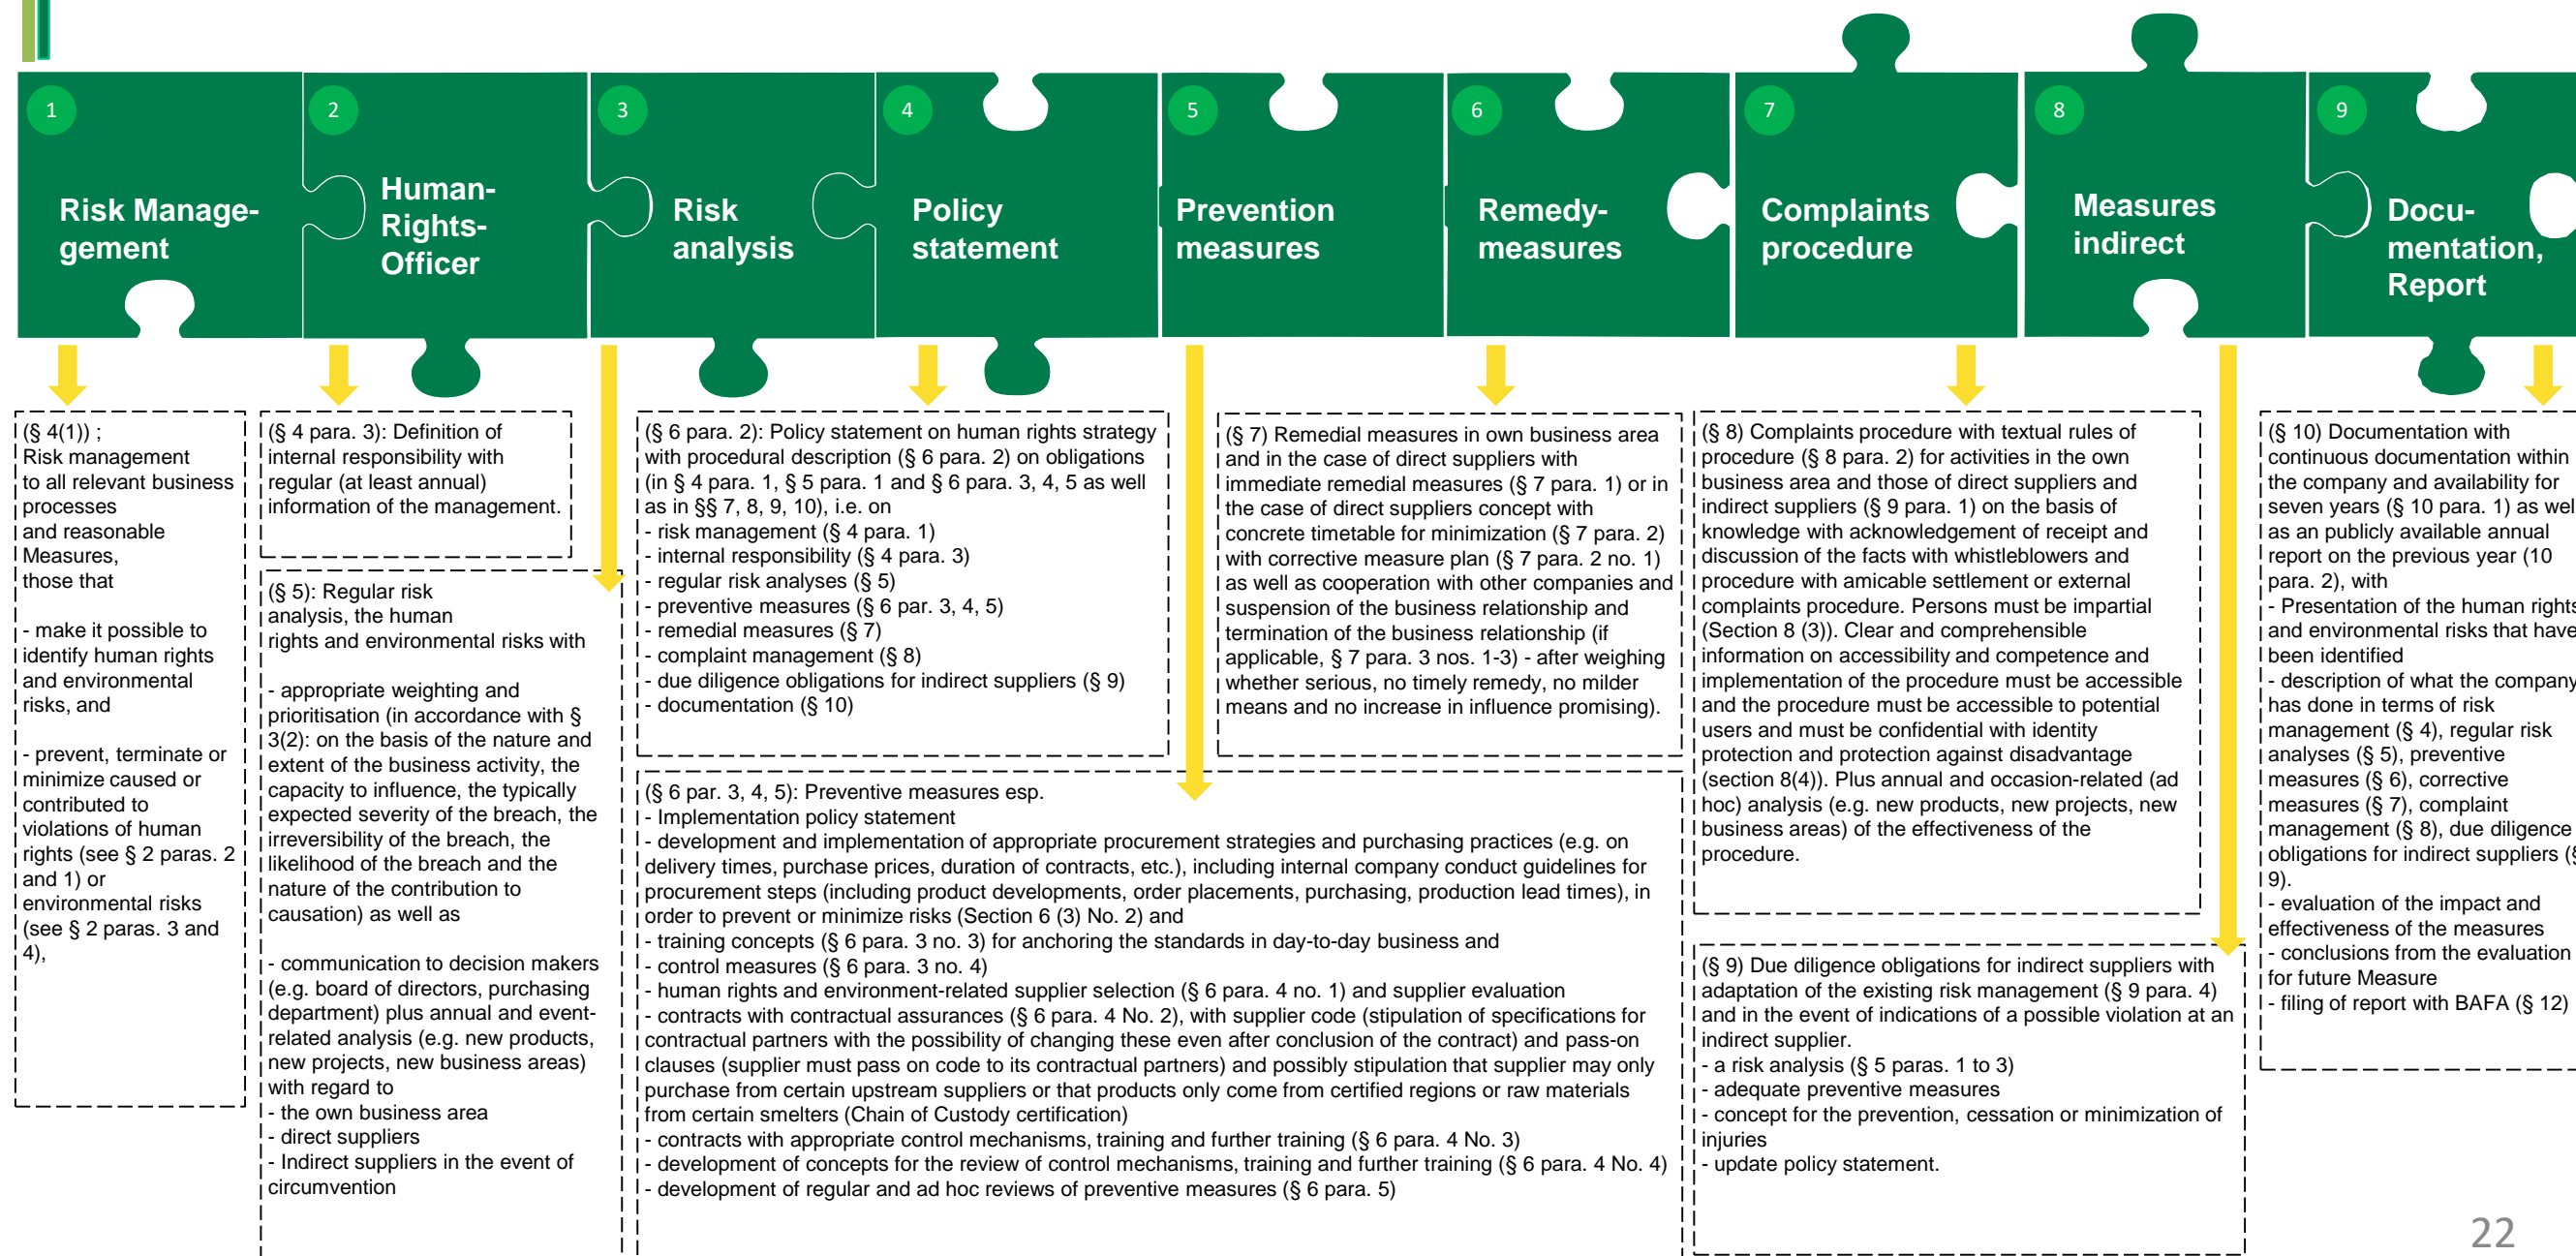 1
Risk Manage-
gement
2
Human-
Rights-
Officer
3
Risk
analysis
4
Policy
statement
5
Prevention
measures
6
Remedy-
measures
7
Complaints
procedure
8
Measures
indirect
9
Docu-
mentation,
Report
(§ 4(1)) ;
Risk management
to all relevant business
processes
and reasonable
Measures,
those that
- make it possible to
identify human rights
and environmental
risks, and
- prevent, terminate or
minimize caused or
contributed to
violations of human
rights (see § 2 paras. 2
and 1) or
environmental risks
(see § 2 paras. 3 and
4),
(§ 4 para. 3): Definition of
internal responsibility with
regular (at least annual)
information of the management.
(§ 5): Regular risk
analysis, the human
rights and environmental risks with
- appropriate weighting and
prioritisation (in accordance with §
3(2): on the basis of the nature and
extent of the business activity, the
capacity to influence, the typically
expected severity of the breach, the
irreversibility of the breach, the
likelihood of the breach and the
nature of the contribution to
causation) as well as
- communication to decision makers
(e.g. board of directors, purchasing
department) plus annual and event-
related analysis (e.g. new products,
new projects, new business areas)
with regard to
- the own business area
- direct suppliers
- Indirect suppliers in the event of
circumvention
(§ 6 para. 2): Policy statement on human rights strategy
with procedural description (§ 6 para. 2) on obligations
(in § 4 para. 1, § 5 para. 1 and § 6 para. 3, 4, 5 as well
as in §§ 7, 8, 9, 10), i.e. on
- risk management (§ 4 para. 1)
- internal responsibility (§ 4 para. 3)
- regular risk analyses (§ 5)
- preventive measures (§ 6 par. 3, 4, 5)
- remedial measures (§ 7)
- complaint management (§ 8)
- due diligence obligations for indirect suppliers (§ 9)
- documentation (§ 10)
(§ 6 par. 3, 4, 5): Preventive measures esp.
- Implementation policy statement
- development and implementation of appropriate procurement strategies and purchasing practices (e.g. on
delivery times, purchase prices, duration of contracts, etc.), including internal company conduct guidelines for
procurement steps (including product developments, order placements, purchasing, production lead times), in
order to prevent or minimize risks (Section 6 (3) No. 2) and
- training concepts (§ 6 para. 3 no. 3) for anchoring the standards in day-to-day business and
- control measures (§ 6 para. 3 no. 4)
- human rights and environment-related supplier selection (§ 6 para. 4 no. 1) and supplier evaluation
- contracts with contractual assurances (§ 6 para. 4 No. 2), with supplier code (stipulation of specifications for
contractual partners with the possibility of changing these even after conclusion of the contract) and pass-on
clauses (supplier must pass on code to its contractual partners) and possibly stipulation that supplier may only
purchase from certain upstream suppliers or that products only come from certified regions or raw materials
from certain smelters (Chain of Custody certification)
- contracts with appropriate control mechanisms, training and further training (§ 6 para. 4 No. 3)
- development of concepts for the review of control mechanisms, training and further training (§ 6 para. 4 No. 4)
- development of regular and ad hoc reviews of preventive measures (§ 6 para. 5)
(§ 7) Remedial measures in own business area
and in the case of direct suppliers with
immediate remedial measures (§ 7 para. 1) or in
the case of direct suppliers concept with
concrete timetable for minimization (§ 7 para. 2)
with corrective measure plan (§ 7 para. 2 no. 1)
as well as cooperation with other companies and
suspension of the business relationship and
termination of the business relationship (if
applicable, § 7 para. 3 nos. 1-3) - after weighing
whether serious, no timely remedy, no milder
means and no increase in influence promising).
(§ 8) Complaints procedure with textual rules of
procedure (§ 8 para. 2) for activities in the own
business area and those of direct suppliers and
indirect suppliers (§ 9 para. 1) on the basis of
knowledge with acknowledgement of receipt and
discussion of the facts with whistleblowers and
procedure with amicable settlement or external
complaints procedure. Persons must be impartial
(Section 8 (3)). Clear and comprehensible
information on accessibility and competence and
implementation of the procedure must be accessible
and the procedure must be accessible to potential
users and must be confidential with identity
protection and protection against disadvantage
(section 8(4)). Plus annual and occasion-related (ad
hoc) analysis (e.g. new products, new projects, new
business areas) of the effectiveness of the
procedure.
(§ 9) Due diligence obligations for indirect suppliers with
adaptation of the existing risk management (§ 9 para. 4)
and in the event of indications of a possible violation at an
indirect supplier.
- a risk analysis (§ 5 paras. 1 to 3)
- adequate preventive measures
- concept for the prevention, cessation or minimization of
injuries
- update policy statement.
(§ 10) Documentation with
continuous documentation within
the company and availability for
seven years (§ 10 para. 1) as wel
as an publicly available annual
report on the previous year (10
para. 2), with
- Presentation of the human rights
and environmental risks that have
been identified
- description of what the company
has done in terms of risk
management (§ 4), regular risk
analyses (§ 5), preventive
measures (§ 6), corrective
measures (§ 7), complaint
management (§ 8), due diligence
obligations for indirect suppliers (§
9).
- evaluation of the impact and
effectiveness of the measures
- conclusions from the evaluation
for future Measure
- filing of report with BAFA (§ 12)
22